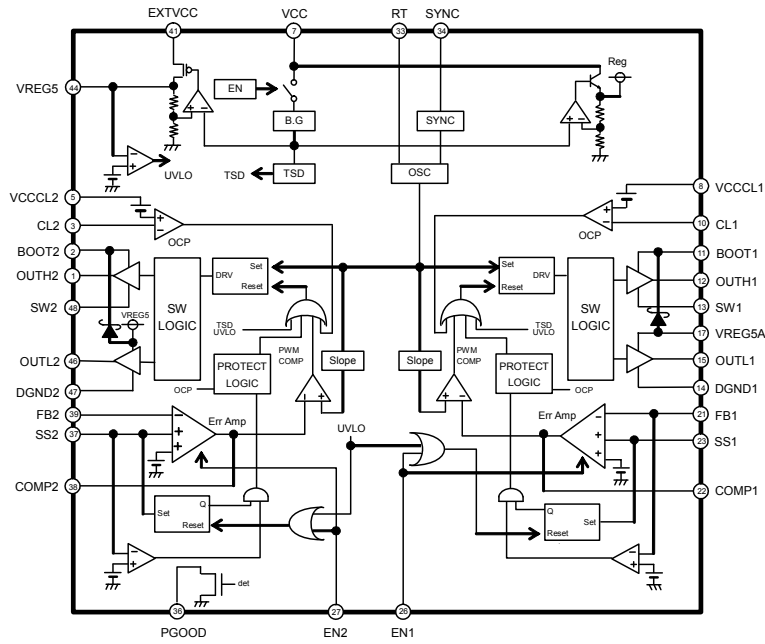 EXTVCC VCC RT SYNC
41 7 33 34
VREG5 44
EN
Reg
B.G
SYNC
UVLO
TSD TSD
OSC
VCCCL2 5
8 VCCCL1
CL2 3
OCP
OCP
10 CL1
BOOT2 2
11 BOOT1
OUTH2 1
DRV Set Reset
Set Reset DRV
12 OUTH1
SW2 48
13 SW1
VREG5
SW LOGIC
TSD UVLO
TSD UVLO
SW LOGIC
17 VREG5A
OUTL2 46
PROTECT LOGIC
PWM COMP
Slope
Slope
PWM COMP
PROTECT LOGIC
15 OUTL1
DGND2 47
OCP
OCP
14 DGND1
FB2 39
Err Amp
Err Amp
21 FB1
SS2 37
UVLO
23 SS1
COMP2 38
22 COMP1
Set Q Reset
Q Set Reset
det
36 27 26
PGOOD EN2 EN1